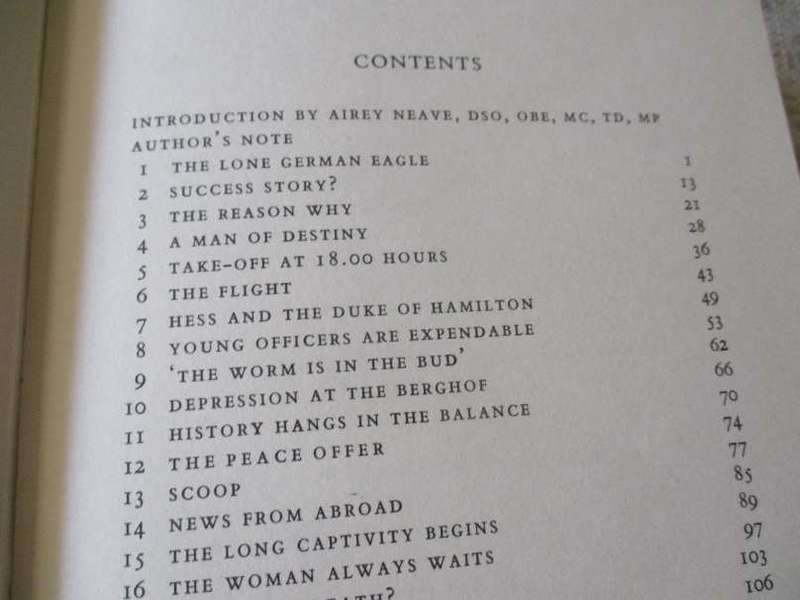 CONTENTS
INTRODUCTION BY AIREY NEAVE, DSO, OBE, MC, TD, MP
AUTHOR'S NOTE
1 THE LONE GERMAN EAGLE 1
2 SUCCESS STORY? 13
3 THE REASON WHY 21
4 A MAN OF DESTINY 28
5 TAKE-OFF AT 18.00 HOURS 36
6 THE FLIGHT 43
7 HESS AND THE DUKE OF HAMILTON 49
8 YOUNG OFFICERS ARE EXPENDABLE 53
9 'THE WORM IS IN THE BUD' 62
10 DEPRESSION AT THE BERGHOF 66
11 HISTORY HANGS IN THE BALANCE 70
12 THE PEACE OFFER 74
13 SCOOP 77
14 NEWS FROM ABROAD 85
15 THE LONG CAPTIVITY BEGINS 89
16 THE WOMAN ALWAYS WAITS 97
103
106